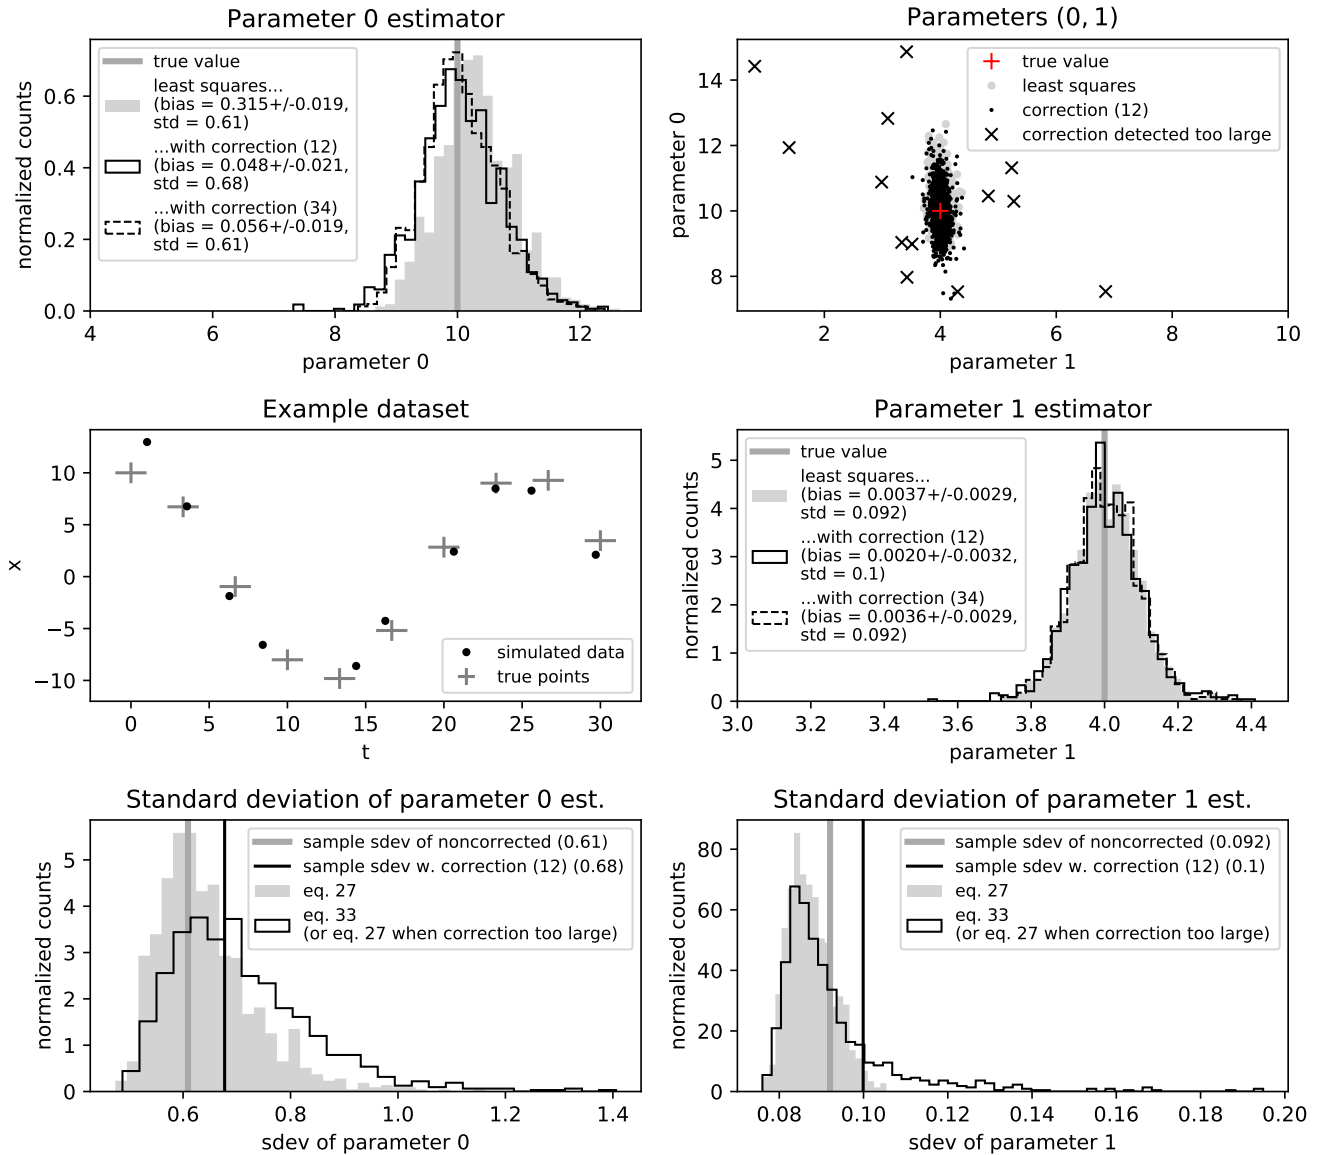 Parameter 0 estimator
normalized counts
0.6
0.4
0.2
0.0
true value
least squares...
(bias = 0.315+/-0.019,
std = 0.61)
...with correction (12)
(bias = 0.048+/-0.021,
std = 0.68)
...with correction (34)
(bias = 0.056+/-0.019,
std = 0.61)
4 6 8 10 12
parameter 0
Parameters (0, 1)
parameter 0
14
12
10
8
true value
least squares
correction (12)
correction detected too large
2 4 6 8 10
parameter 1
Example dataset
x
10
5
0
−5
−10
simulated data
true points
0 5 10 15 20 25 30
t
Parameter 1 estimator
normalized counts
5
4
3
2
1
0
true value
least squares...
(bias = 0.0037+/-0.0029,
std = 0.092)
...with correction (12)
(bias = 0.0020+/-0.0032,
std = 0.1)
...with correction (34)
(bias = 0.0036+/-0.0029,
std = 0.092)
3.0 3.2 3.4 3.6 3.8 4.0 4.2 4.4
parameter 1
Standard deviation of parameter 0 est.
normalized counts
5
4
3
2
1
0
sample sdev of noncorrected (0.61)
sample sdev w. correction (12) (0.68)
eq. 27
eq. 33
(or eq. 27 when correction too large)
0.6 0.8 1.0 1.2 1.4
sdev of parameter 0
Standard deviation of parameter 1 est.
normalized counts
80
60
40
20
0
sample sdev of noncorrected (0.092)
sample sdev w. correction (12) (0.1)
eq. 27
eq. 33
(or eq. 27 when correction too large)
0.08 0.10 0.12 0.14 0.16 0.18 0.20
sdev of parameter 1